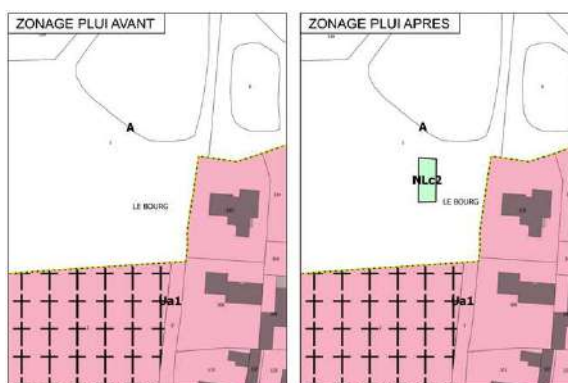 ZONAGE PLUI AVANT
A
LE BOURG
Ua1
ZONAGE PLUI APRES
A
NLc2
LE BOURG
Ua1